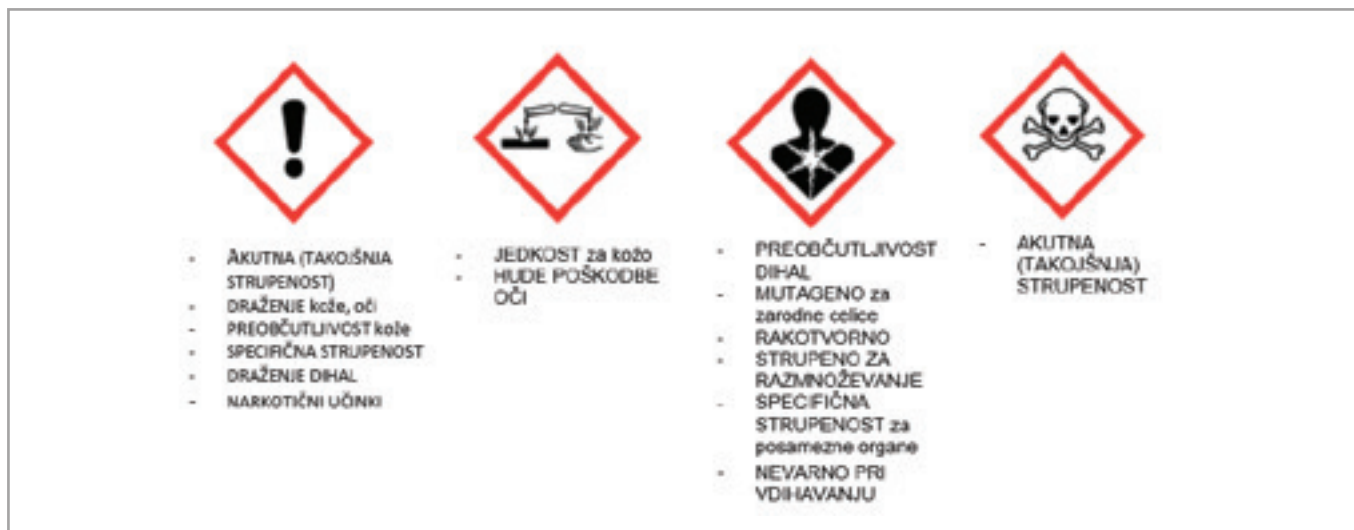 - AKUTNA (TAKOJŠNJA
STRUPENOST)
- DRAŽENJE kože, oči
- PREOBČUTLJIVOST kože
- SPECIFIČNA STRUPENOST
- DRAŽENJE DIHAL
- NARKOTIČNI UČINKI
- JEDKOST za kožo
- HUDE POŠKODBE
OČI
- PREOBČUTLJIVOST
DIHAL
- MUTAGENO za
zarodne celice
- RAKOTVORNO
- STRUPENO ZA
RAZMNOŽEVANJE
- SPECIFIČNA
STRUPENOST za
posamezne organe
- NEVARNO PRI
VDIHAVANJU
- AKUTNA
(TAKOJŠNJA)
STRUPENOST